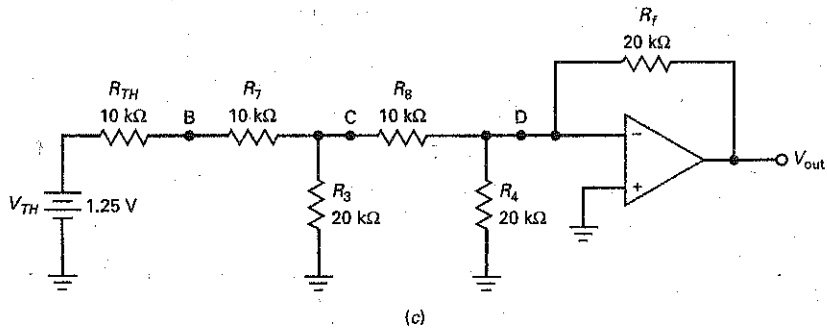 R_f
20 kΩ
R_TH
10 kΩ
B
R_7
10 kΩ
C
R_8
10 kΩ
D
−
+
V_out
V_TH
1.25 V
R_3
20 kΩ
R_4
20 kΩ
(c)